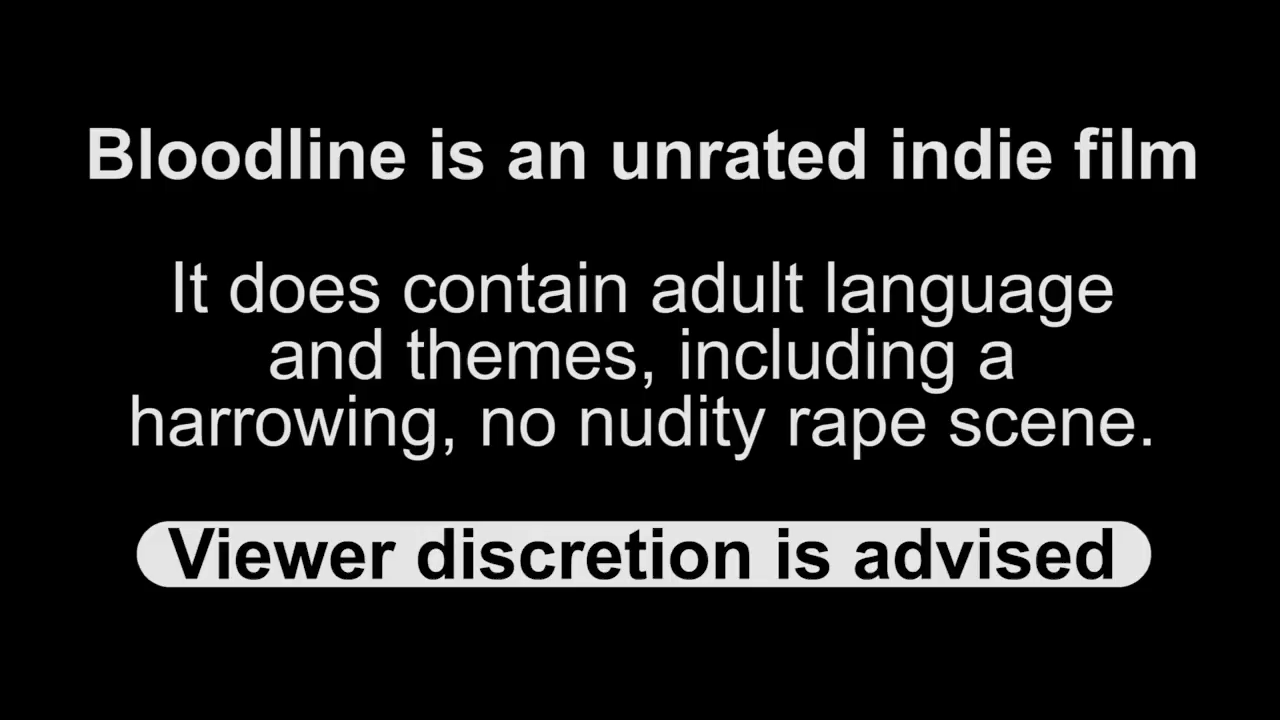 Bloodline is an unrated indie film
It does contain adult language
and themes, including a
harrowing, no nudity rape scene.
Viewer discretion is advised